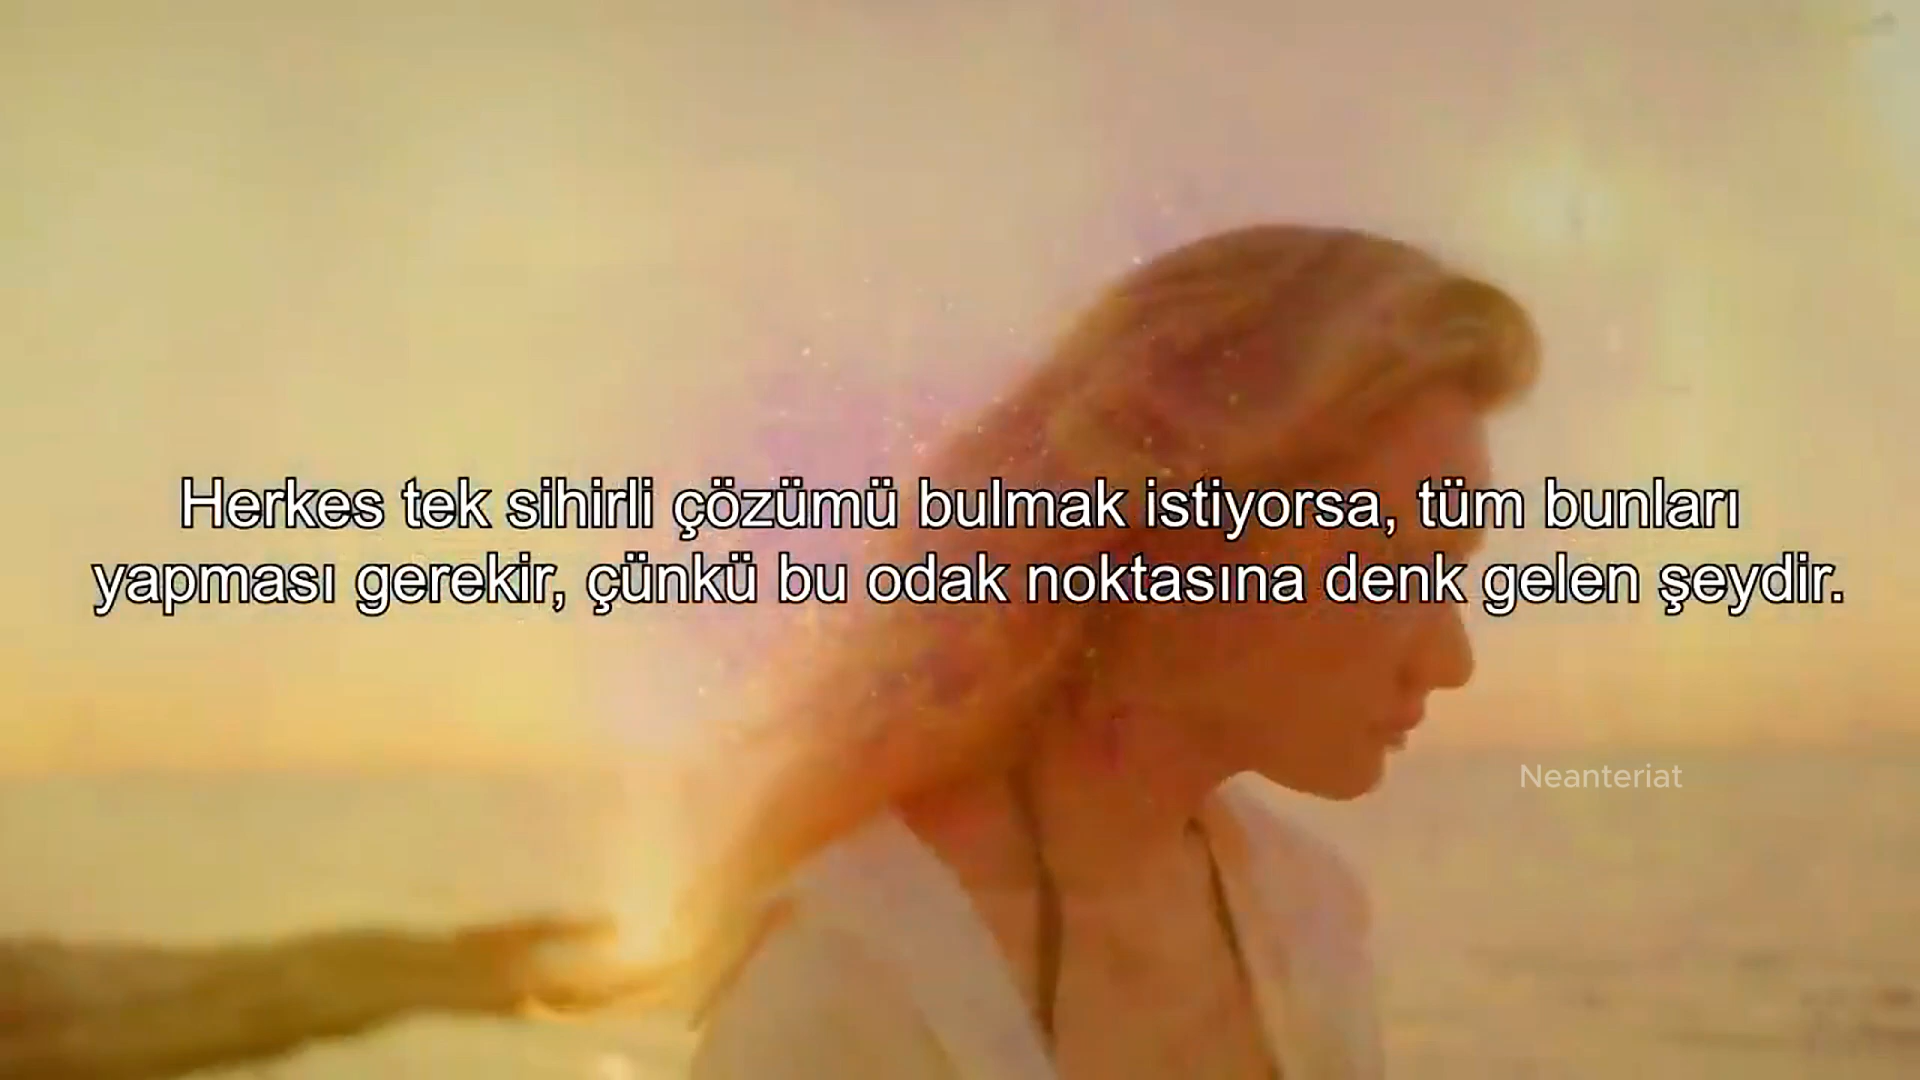 Herkes tek sihirli çözümü bulmak istiyorsa, tüm bunları
yapması gerekir, çünkü bu odak noktasına denk gelen şeydir.
Neanteriat